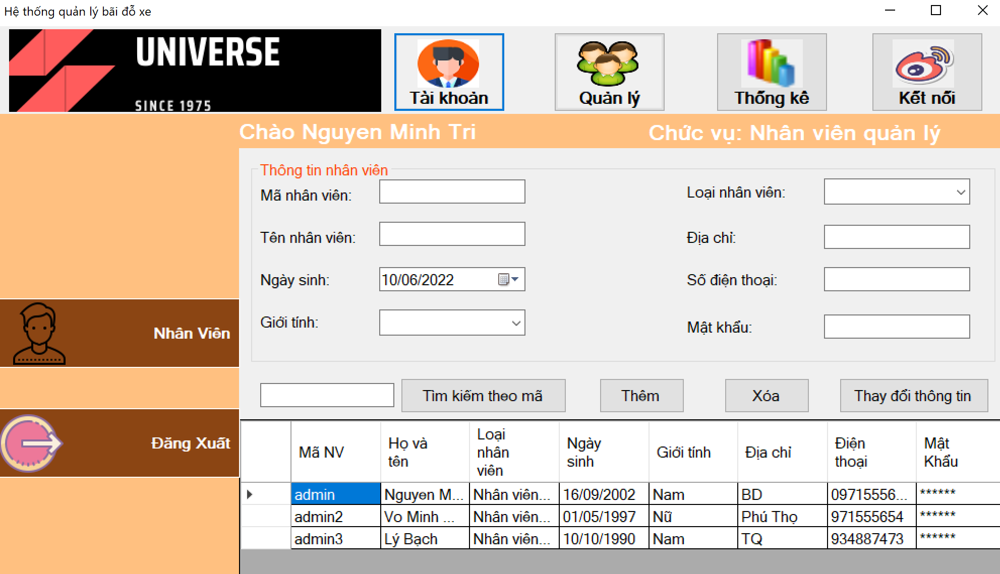 Hệ thống quản lý bãi đỗ xe
UNIVERSE
SINCE 1975
Tài khoản
Quản lý
Thống kê
Kết nối
Chào Nguyen Minh Tri
Chức vụ: Nhân viên quản lý
Nhân Viên
Đăng Xuất
Thông tin nhân viên
Mã nhân viên:
Loại nhân viên:
Tên nhân viên:
Địa chỉ:
Ngày sinh: 10/06/2022
Số điện thoại:
Giới tính:
Mật khẩu:
Tìm kiếm theo mã
Thêm
Xóa
Thay đổi thông tin
Mã NV
Họ và
tên
Loại
nhân
viên
Ngày
sinh
Giới tính
Địa chỉ
Điện
thoại
Mật
Khẩu
admin Nguyen M... Nhân viên... 16/09/2002 Nam BD 09715556... ******
admin2 Vo Minh ... Nhân viên... 01/05/1997 Nữ Phú Thọ 971555654 ******
admin3 Lý Bạch Nhân viên... 10/10/1990 Nam TQ 934887473 ******